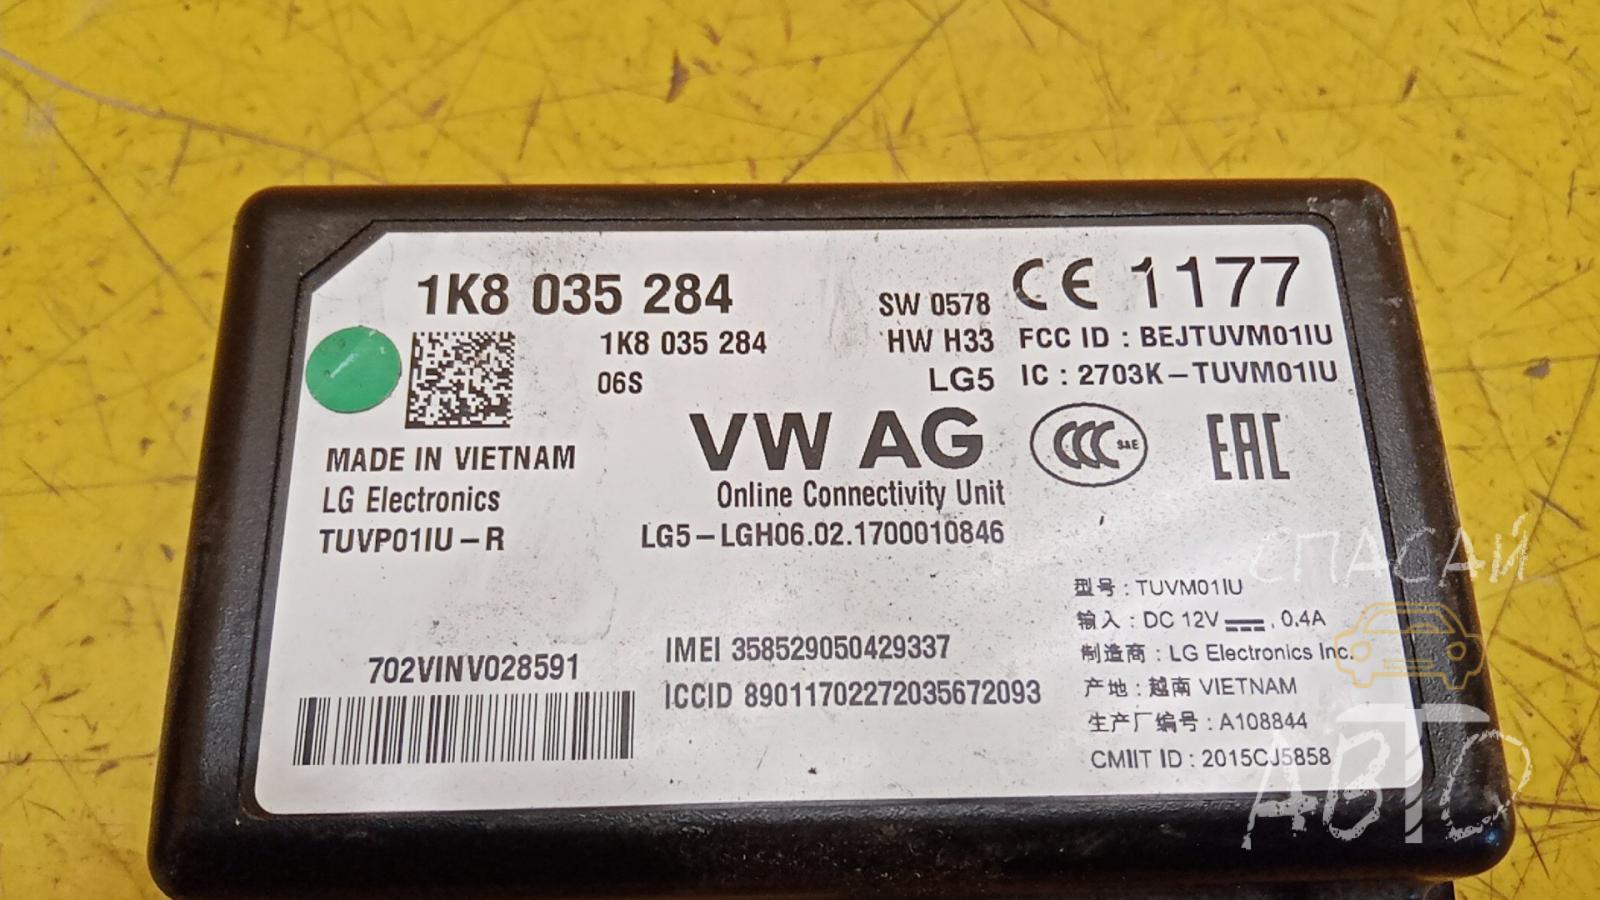 1K8 035 284
1K8 035 284
06S
SW 0578
HW H33
LG5
CE 1177
FCC ID : BEJTUVM01IU
IC : 2703K-TUVM01IU
MADE IN VIETNAM
LG Electronics
TUVP01IU-R
VW AG
Online Connectivity Unit
LG5-LGH06.02.1700010846
CCC S&E
EAC
702VINV028591
IMEI 358529050429337
ICCID 89011702272035672093
型号: TUVM01IU
输入: DC 12V, 0.4A
制造商: LG Electronics Inc.
产地: 越南 VIETNAM
生产厂编号: A108844
CMIIT ID: 2015CJ5858
СПАСАЙ
АВТО